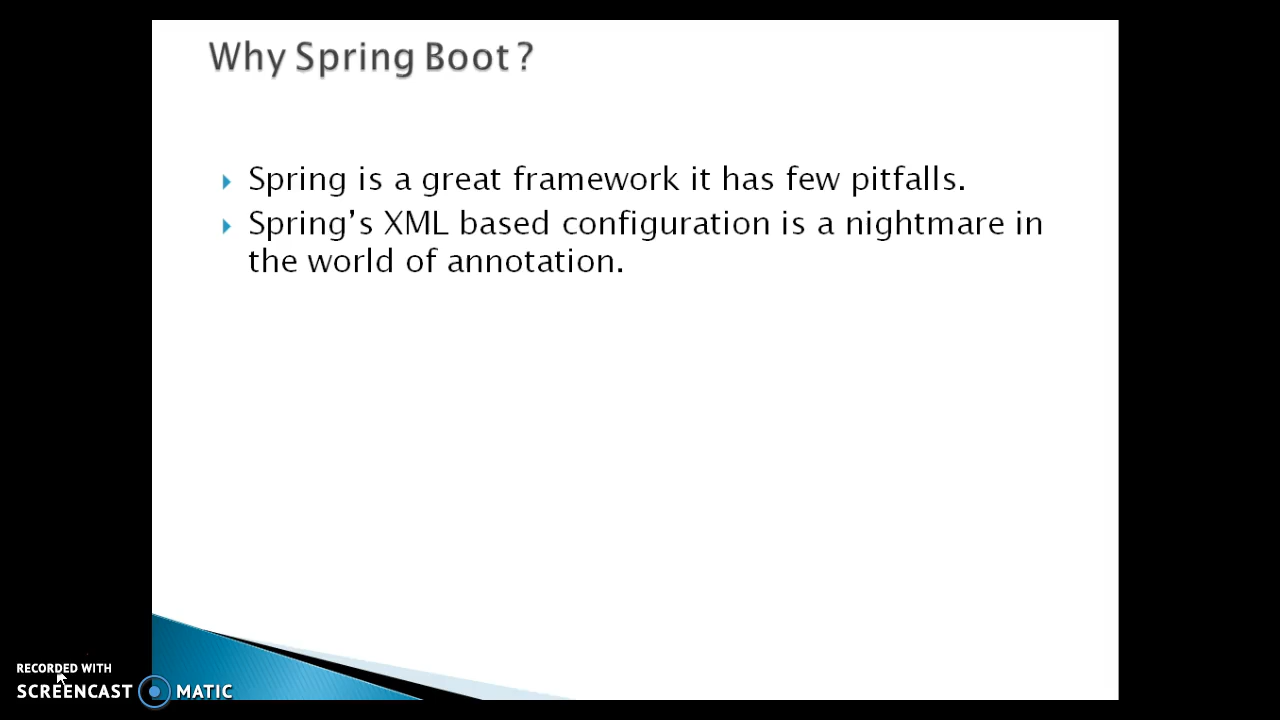 Why Spring Boot ?
Spring is a great framework it has few pitfalls.
Spring’s XML based configuration is a nightmare in
the world of annotation.
RECORDED WITH
SCREENCAST MATIC